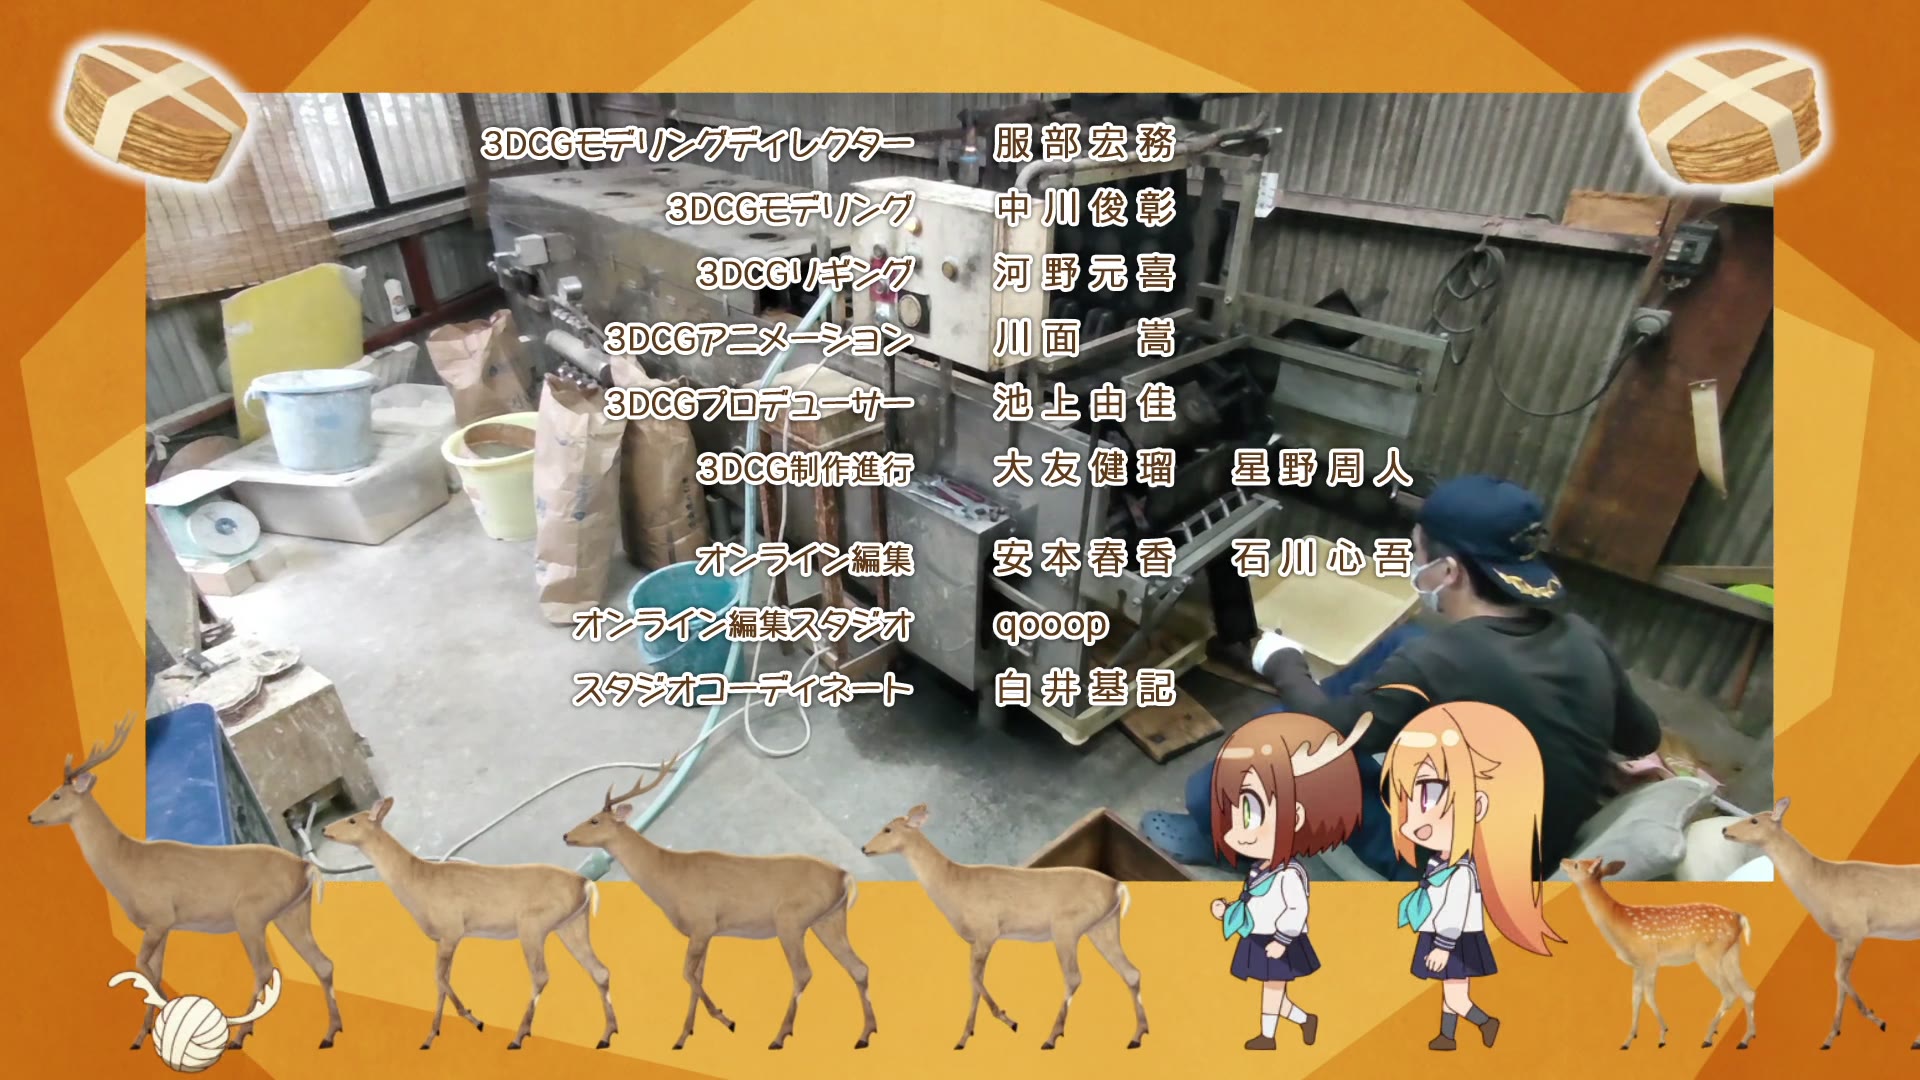 3DCGモデリングディレクター 服部宏務
3DCGモデリング 中川俊彰
3DCGリギング 河野元喜
3DCGアニメーション 川面 嵩
3DCGプロデューサー 池上由佳
3DCG制作進行 大友健瑠 星野周人
オンライン編集 安本春香 石川心吾
オンライン編集スタジオ qooop
スタジオコーディネート 白井基記